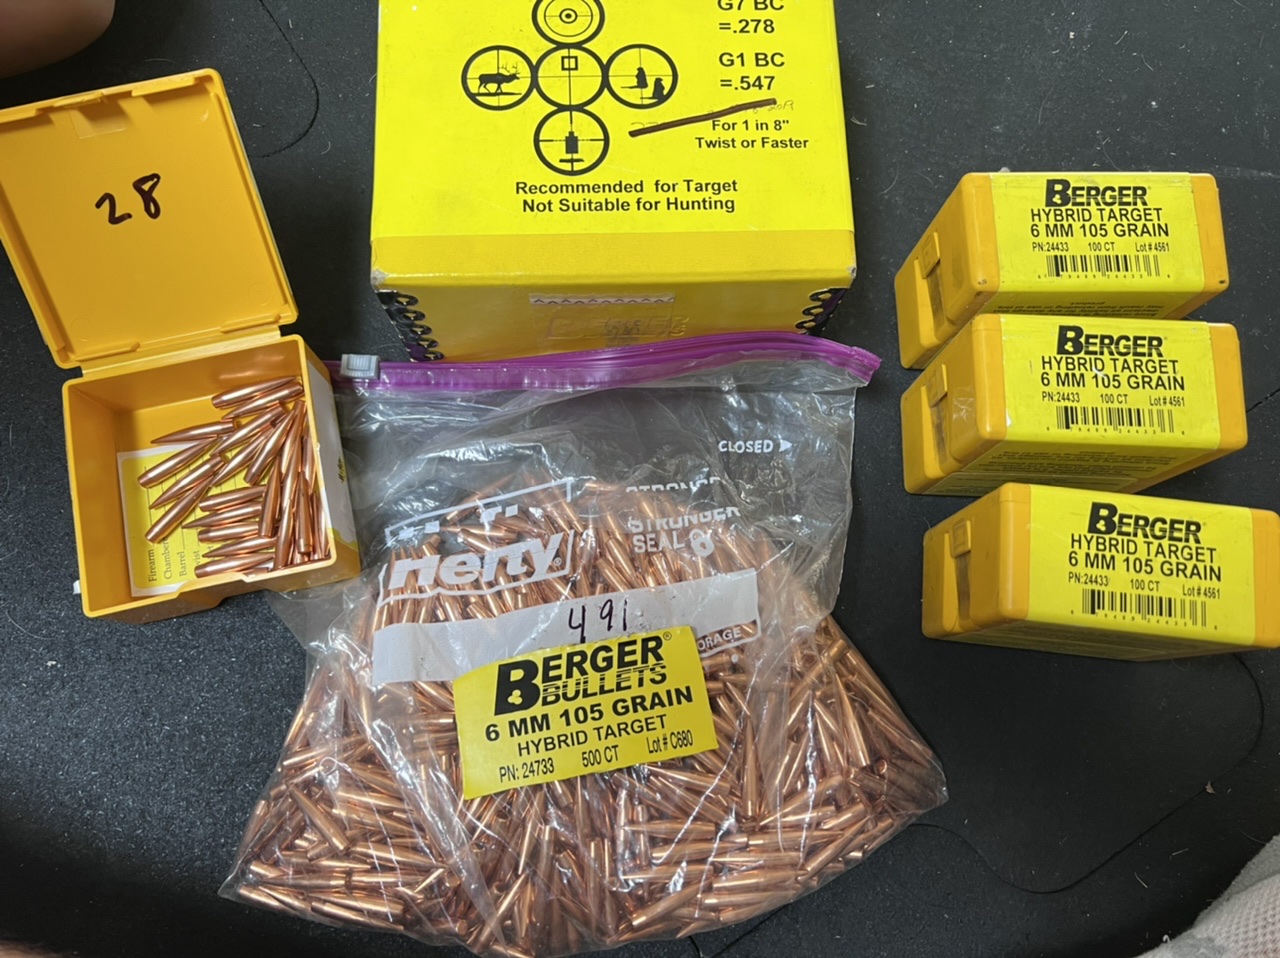 G7 BC
=.278
G1 BC
=.547
For 1 in 8"
Twist or Faster
Recommended for Target
Not Suitable for Hunting
28
Firearm
Chamber
Barrel
BERGER
HYBRID TARGET
6 MM 105 GRAIN
PN:24433 100 CT Lot # 4561
BERGER
HYBRID TARGET
6 MM 105 GRAIN
PN:24433 100 CT Lot # 4561
BERGER
HYBRID TARGET
6 MM 105 GRAIN
PN:24433 100 CT Lot # 4561
CLOSED
STRONGER
SEAL
Hefty
491
BERGER®
BULLETS
6 MM 105 GRAIN
HYBRID TARGET
PN: 24733 500 CT Lot # C680